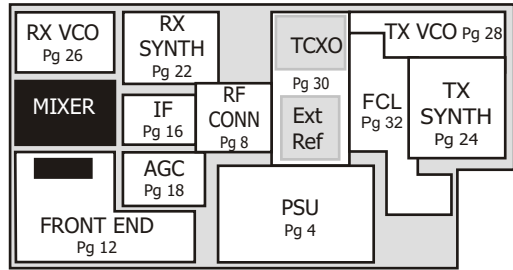 RX VCO
Pg 26
RX
SYNTH
Pg 22
TCXO
Pg 30
TX VCO Pg 28
MIXER
IF
Pg 16
RF
CONN
Pg 8
Ext
Ref
FCL
Pg 32
TX
SYNTH
Pg 24
AGC
Pg 18
FRONT END
Pg 12
PSU
Pg 4